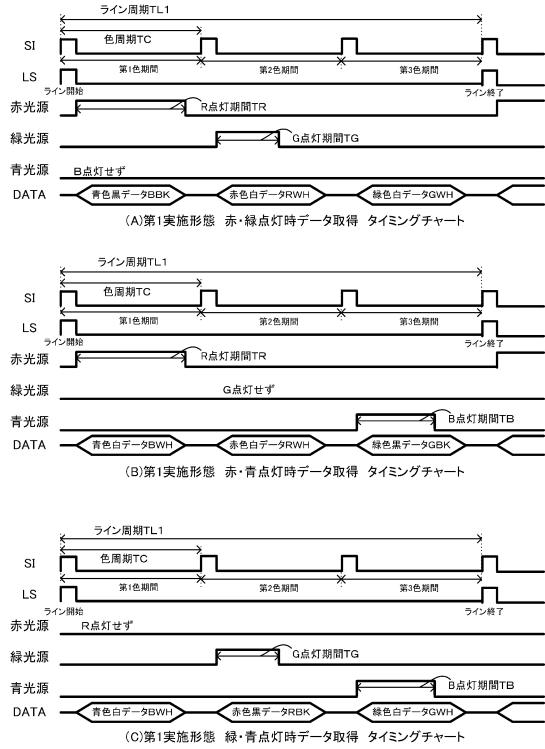 ライン周期TL1
SI
色周期TC
第1色期間 第2色期間 第3色期間
LS
ライン開始 ライン終了
赤光源 R点灯期間TR
緑光源 G点灯期間TG
青光源 B点灯せず
DATA 青色黒データBBK 赤色白データRWH 緑色白データGWH
(A)第1実施形態 赤・緑点灯時データ取得 タイミングチャート
ライン周期TL1
SI
色周期TC
第1色期間 第2色期間 第3色期間
LS
ライン開始 ライン終了
赤光源 R点灯期間TR
緑光源 G点灯せず
青光源 B点灯期間TB
DATA 青色白データBWH 赤色白データRWH 緑色黒データGBK
(B)第1実施形態 赤・青点灯時データ取得 タイミングチャート
ライン周期TL1
SI
色周期TC
第1色期間 第2色期間 第3色期間
LS
ライン開始 ライン終了
赤光源 R点灯せず
緑光源 G点灯期間TG
青光源 B点灯期間TB
DATA 青色白データBWH 赤色黒データRBK 緑色白データGWH
(C)第1実施形態 緑・青点灯時データ取得 タイミングチャート